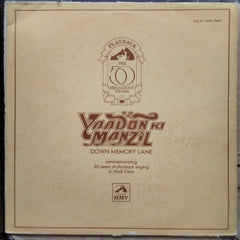 PLAYBACK
THE
50
MELODIOUS
YEARS
YAADON KI
MANZIL
DOWN MEMORY LANE
commemorating
50 years of playback singing
in Hindi Films
HMV